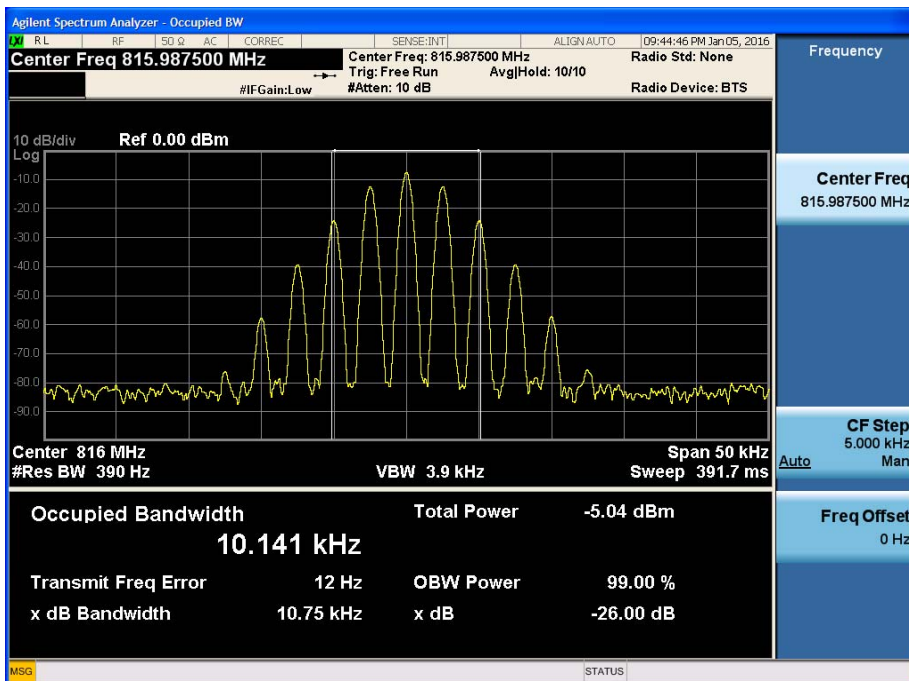 Agilent Spectrum Analyzer - Occupied BW
LXI RL RF 50 Ω AC CORREC SENSE:INT ALIGN AUTO 09:44:46 PM Jan 05, 2016
Center Freq 815.987500 MHz
Center Freq: 815.987500 MHz
Radio Std: None
Trig: Free Run Avg|Hold: 10/10
#IFGain:Low #Atten: 10 dB Radio Device: BTS
10 dB/div Ref 0.00 dBm
Log
-10.0
-20.0
-30.0
-40.0
-50.0
-60.0
-70.0
-80.0
-90.0
Center 816 MHz Span 50 kHz
#Res BW 390 Hz VBW 3.9 kHz Sweep 391.7 ms
Occupied Bandwidth Total Power -5.04 dBm
10.141 kHz
Transmit Freq Error 12 Hz OBW Power 99.00 %
x dB Bandwidth 10.75 kHz x dB -26.00 dB
Frequency
Center Freq
815.987500 MHz
CF Step
5.000 kHz
Auto Man
Freq Offset
0 Hz
MSG STATUS